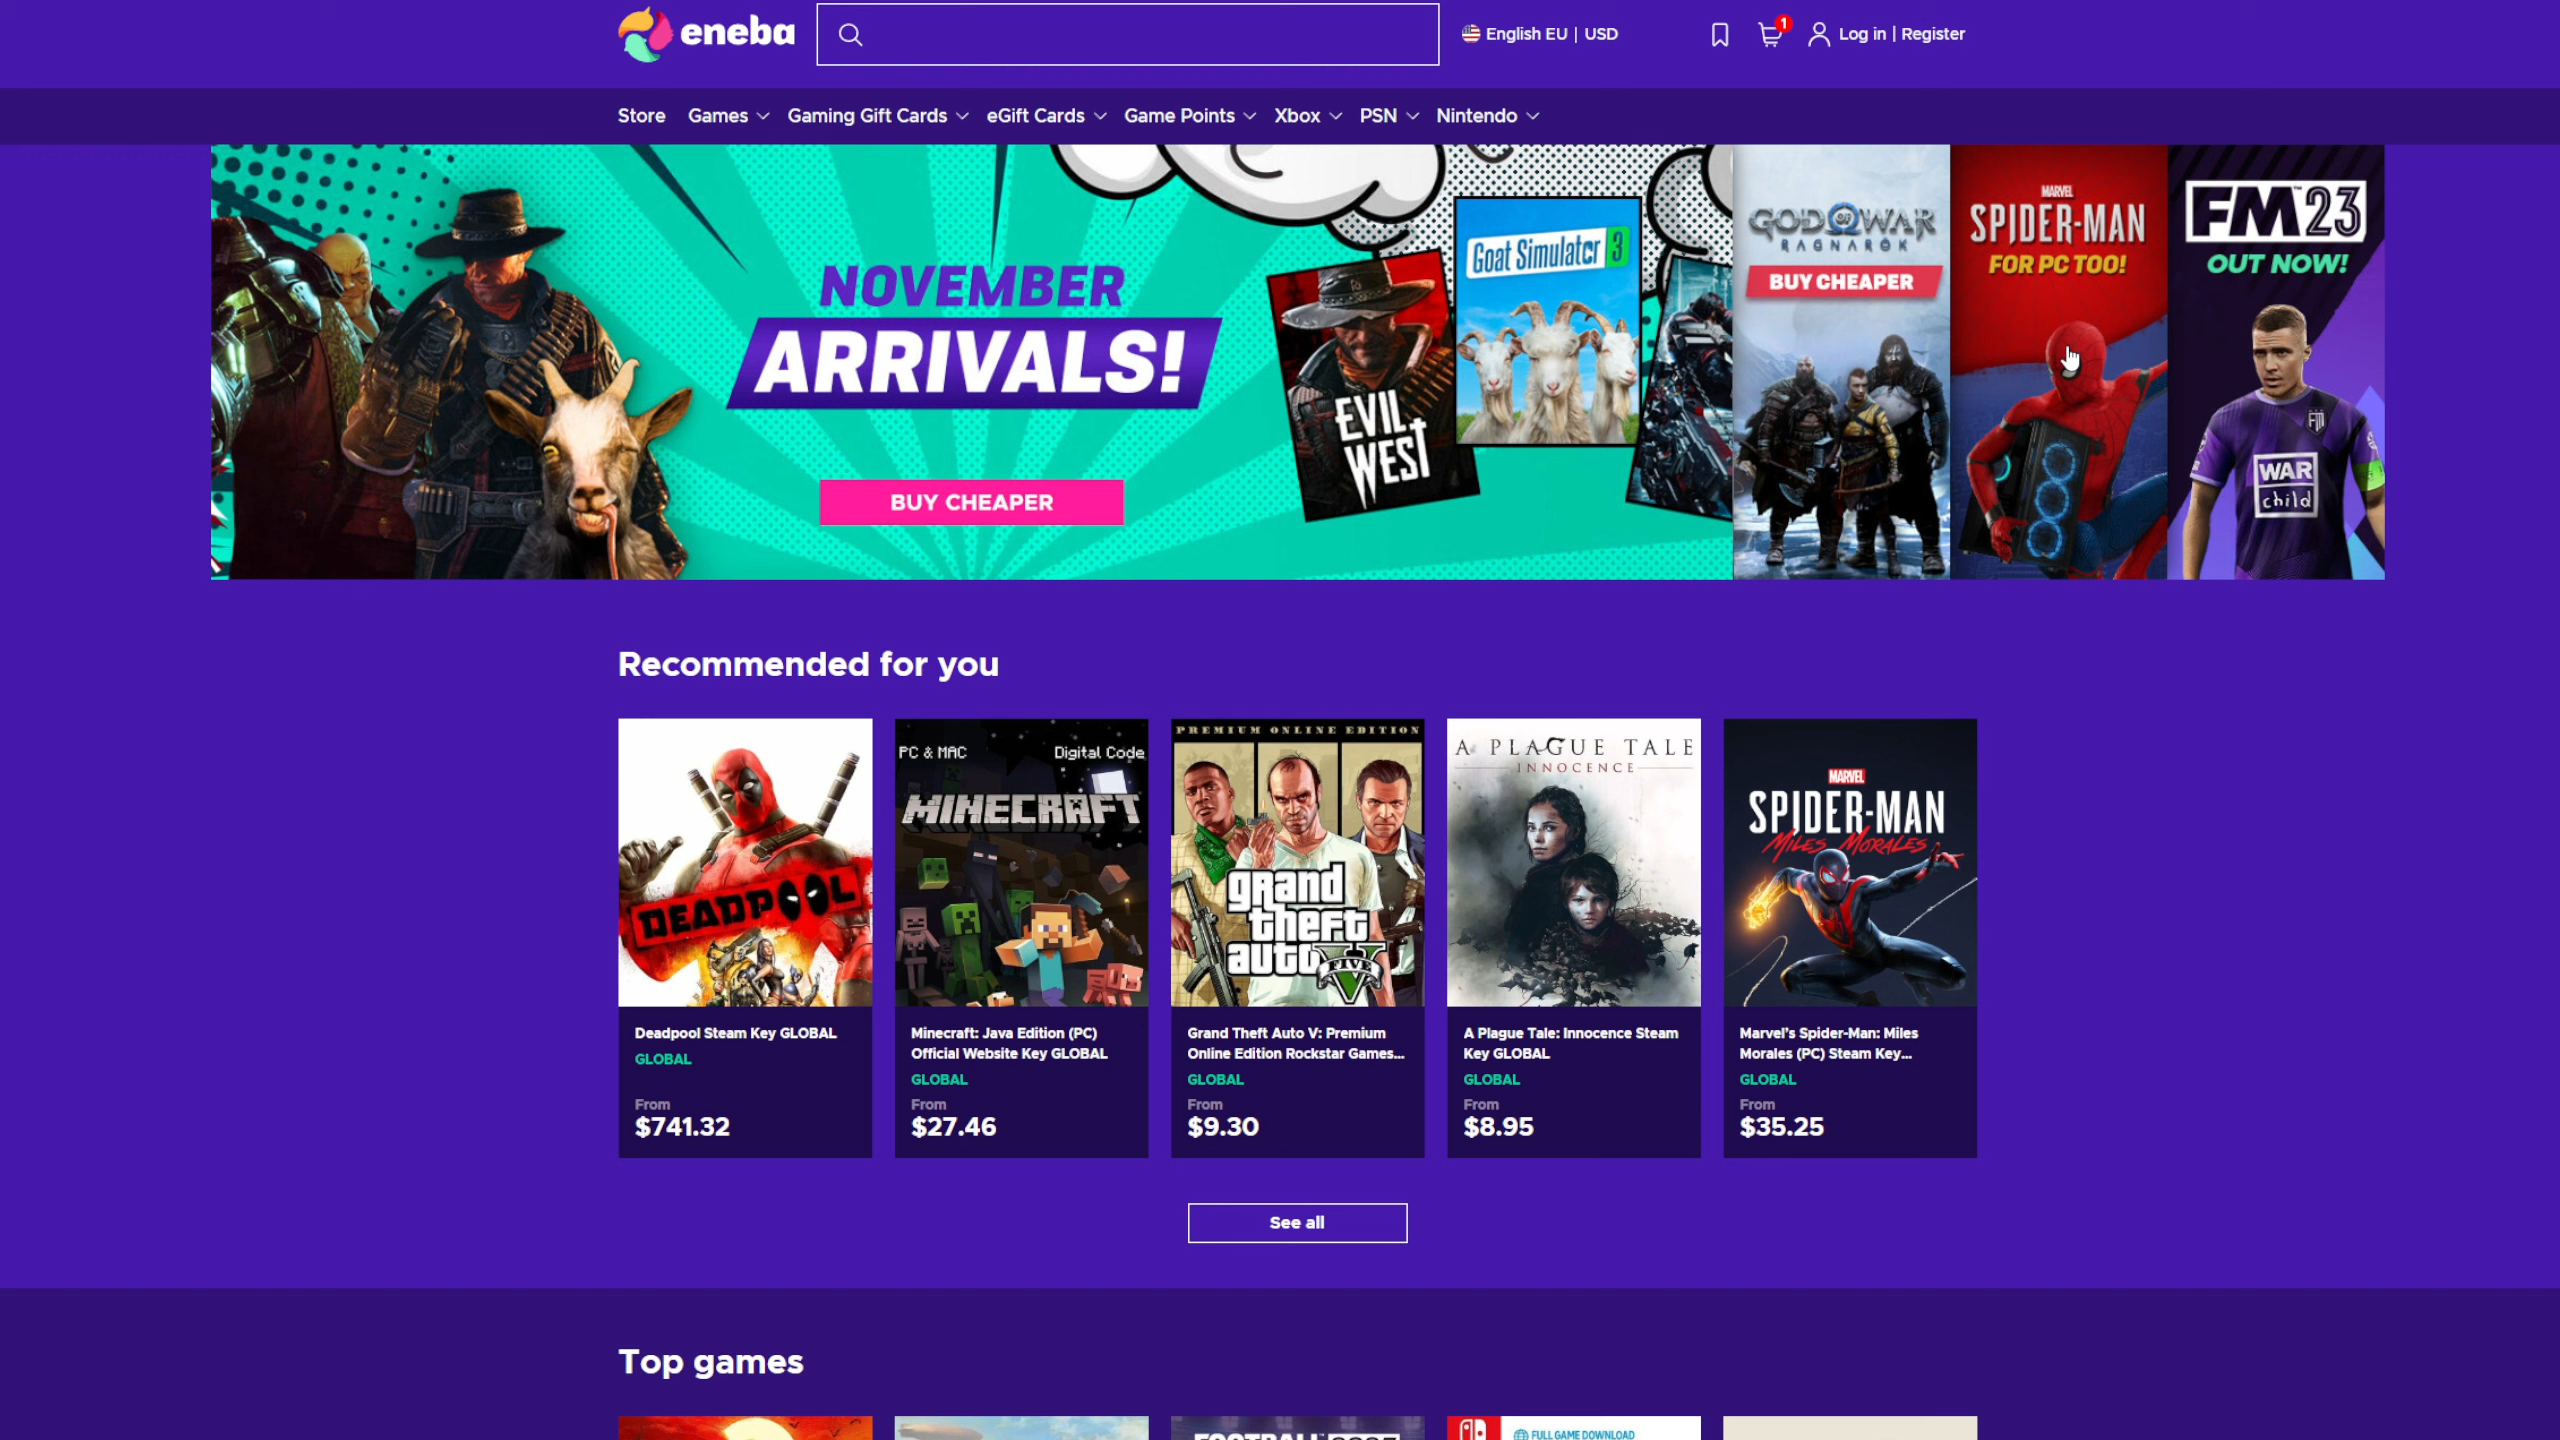 eneba
English EU | USD
1
Log in | Register
Store
Games
Gaming Gift Cards
eGift Cards
Game Points
Xbox
PSN
Nintendo
NOVEMBER
ARRIVALS!
BUY CHEAPER
EVIL
WEST
Goat Simulator 3
GOD OF WAR
RAGNARÖK
BUY CHEAPER
MARVEL
SPIDER-MAN
FOR PC TOO!
FM23
OUT NOW!
FM
WAR
child
Recommended for you
DEADPOOL
Deadpool Steam Key GLOBAL
GLOBAL
From
$741.32
PC & MAC
Digital Code
MINECRAFT
Minecraft: Java Edition (PC)
Official Website Key GLOBAL
GLOBAL
From
$27.46
PREMIUM ONLINE EDITION
grand
theft
auto
V
FIVE
Grand Theft Auto V: Premium
Online Edition Rockstar Games...
GLOBAL
From
$9.30
A PLAGUE TALE
INNOCENCE
A Plague Tale: Innocence Steam
Key GLOBAL
GLOBAL
From
$8.95
MARVEL
SPIDER-MAN
MILES MORALES
Marvel's Spider-Man: Miles
Morales (PC) Steam Key...
GLOBAL
From
$35.25
See all
Top games
FULL GAME DOWNLOAD